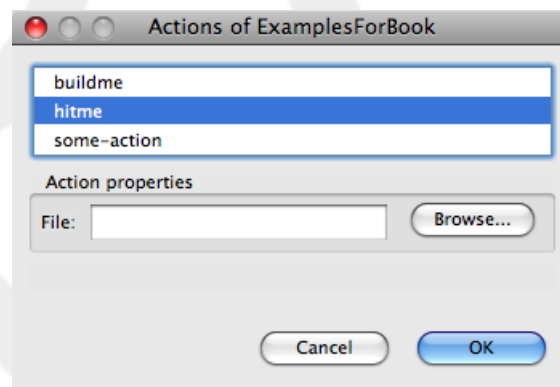 Actions of ExamplesForBook
buildme
hitme
some-action
Action properties
File:
Browse...
Cancel
OK